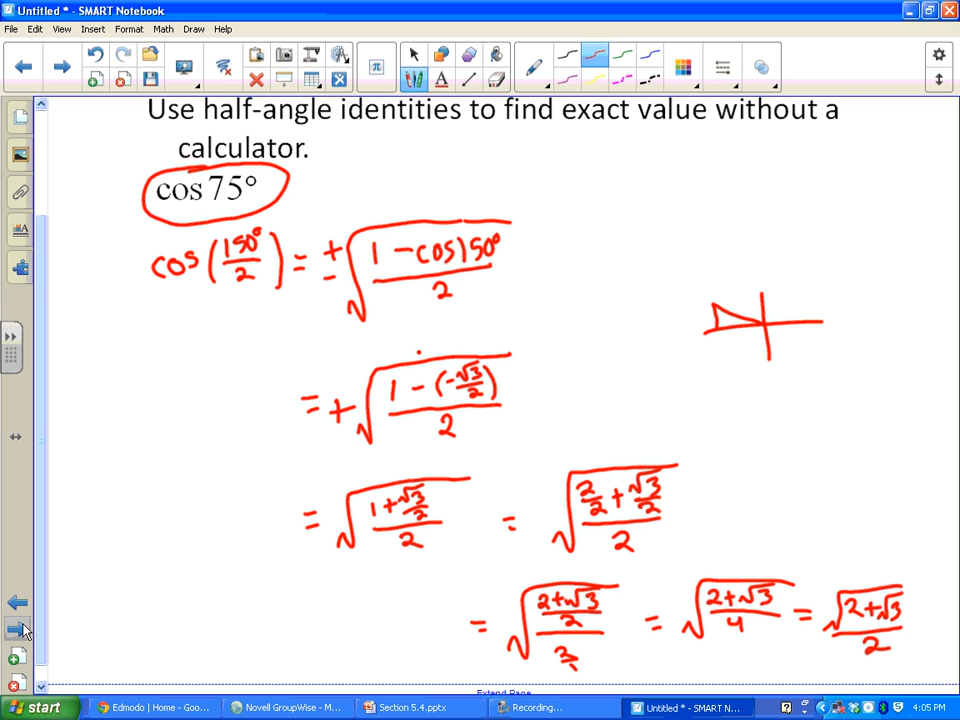 Untitled * - SMART Notebook
File Edit View Insert Format Math Draw Help
Use half-angle identities to find exact value without a
calculator.
cos 75°
cos(150°/2) = ±√((1 - cos150°)/2)
= +√((1 - (-√3/2))/2)
= √((1 + √3/2)/2) = √((2/2 + √3/2)/2)
= √(((2+√3)/2)/2) = √((2+√3)/4) = √(2+√3)/2
Extend Page
start Edmodo | Home - Goo... Novell GroupWise - M... Section 5.4.pptx Recording... Untitled * - SMART N... 4:05 PM